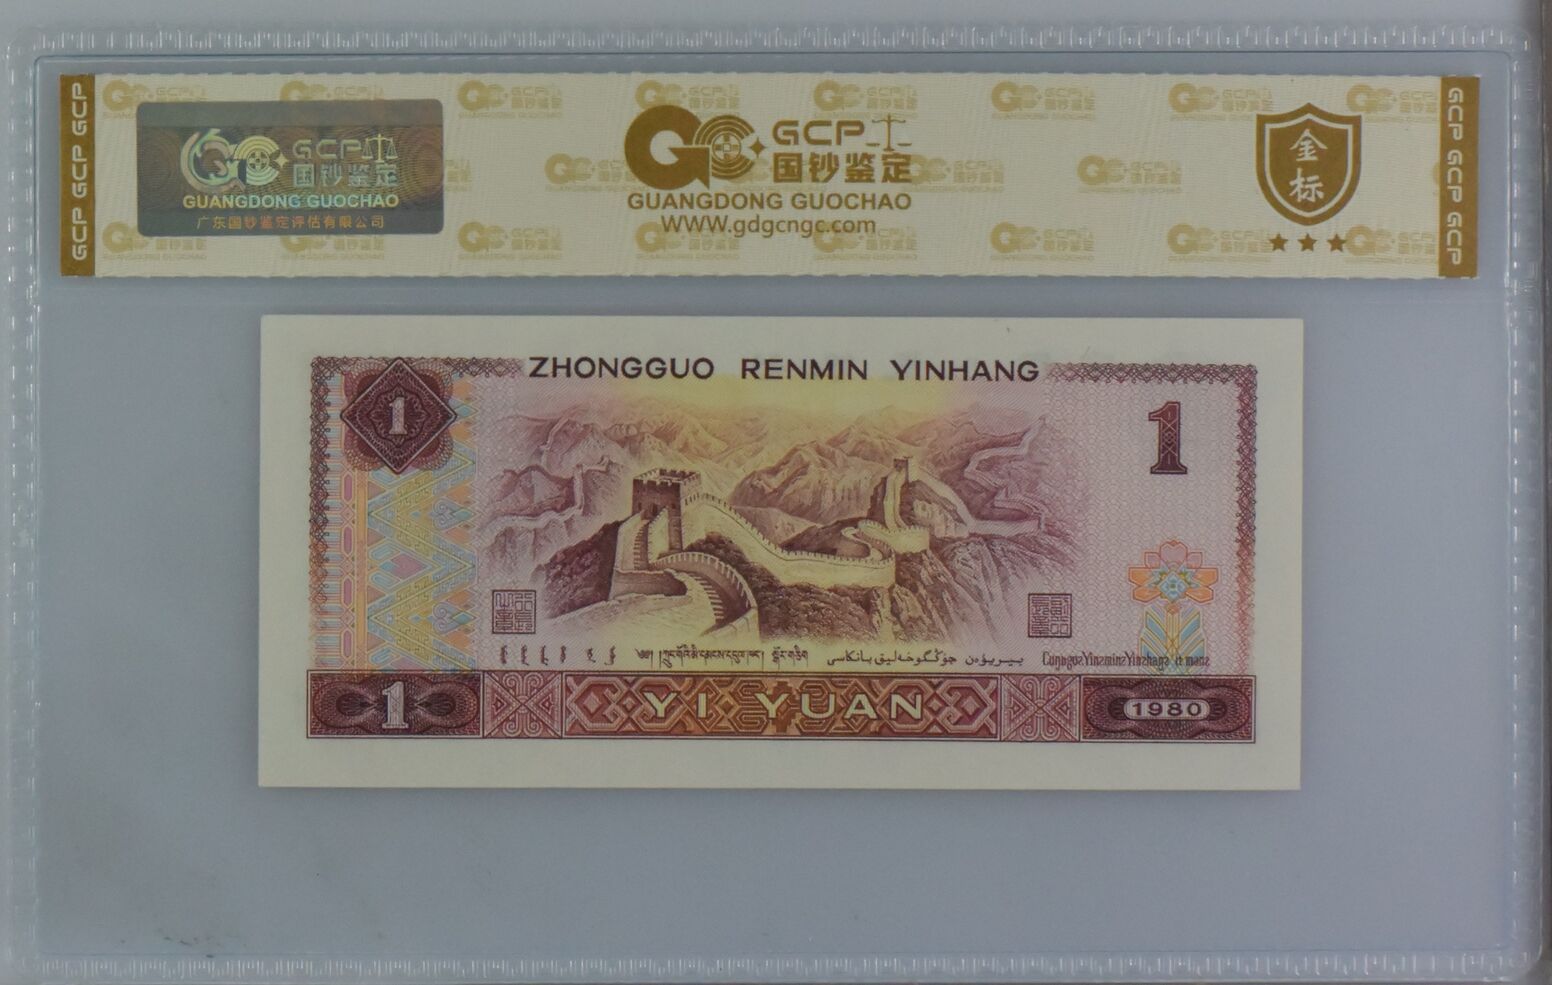 GCP GCP GCP
GCP
国钞鉴定
GUANGDONG GUOCHAO
广东国钞鉴定评估有限公司
GCP
国钞鉴定
GUANGDONG GUOCHAO
WWW.gdgcngc.com
金标
GCP GCP GCP
ZHONGGUO RENMIN YINHANG
1
1
YI YUAN
1
1980